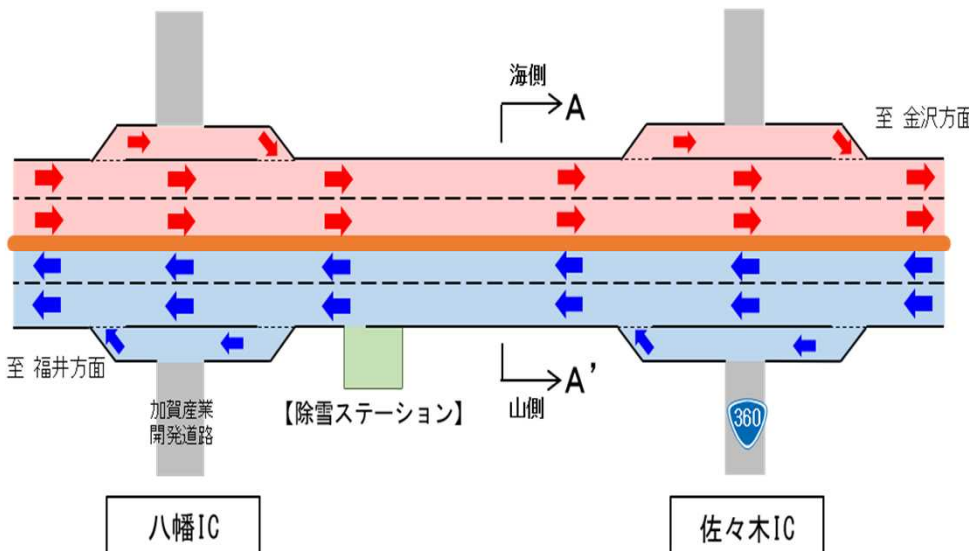 海側
A
至 金沢方面
至 福井方面
加賀産業
開発道路
【除雪ステーション】
A’
山側
360
八幡IC
佐々木IC